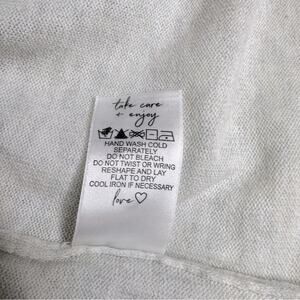 take care
+ enjoy
HAND WASH COLD
SEPARATELY
DO NOT BLEACH
DO NOT TWIST OR WRING
RESHAPE AND LAY
FLAT TO DRY
COOL IRON IF NECESSARY
love ♡